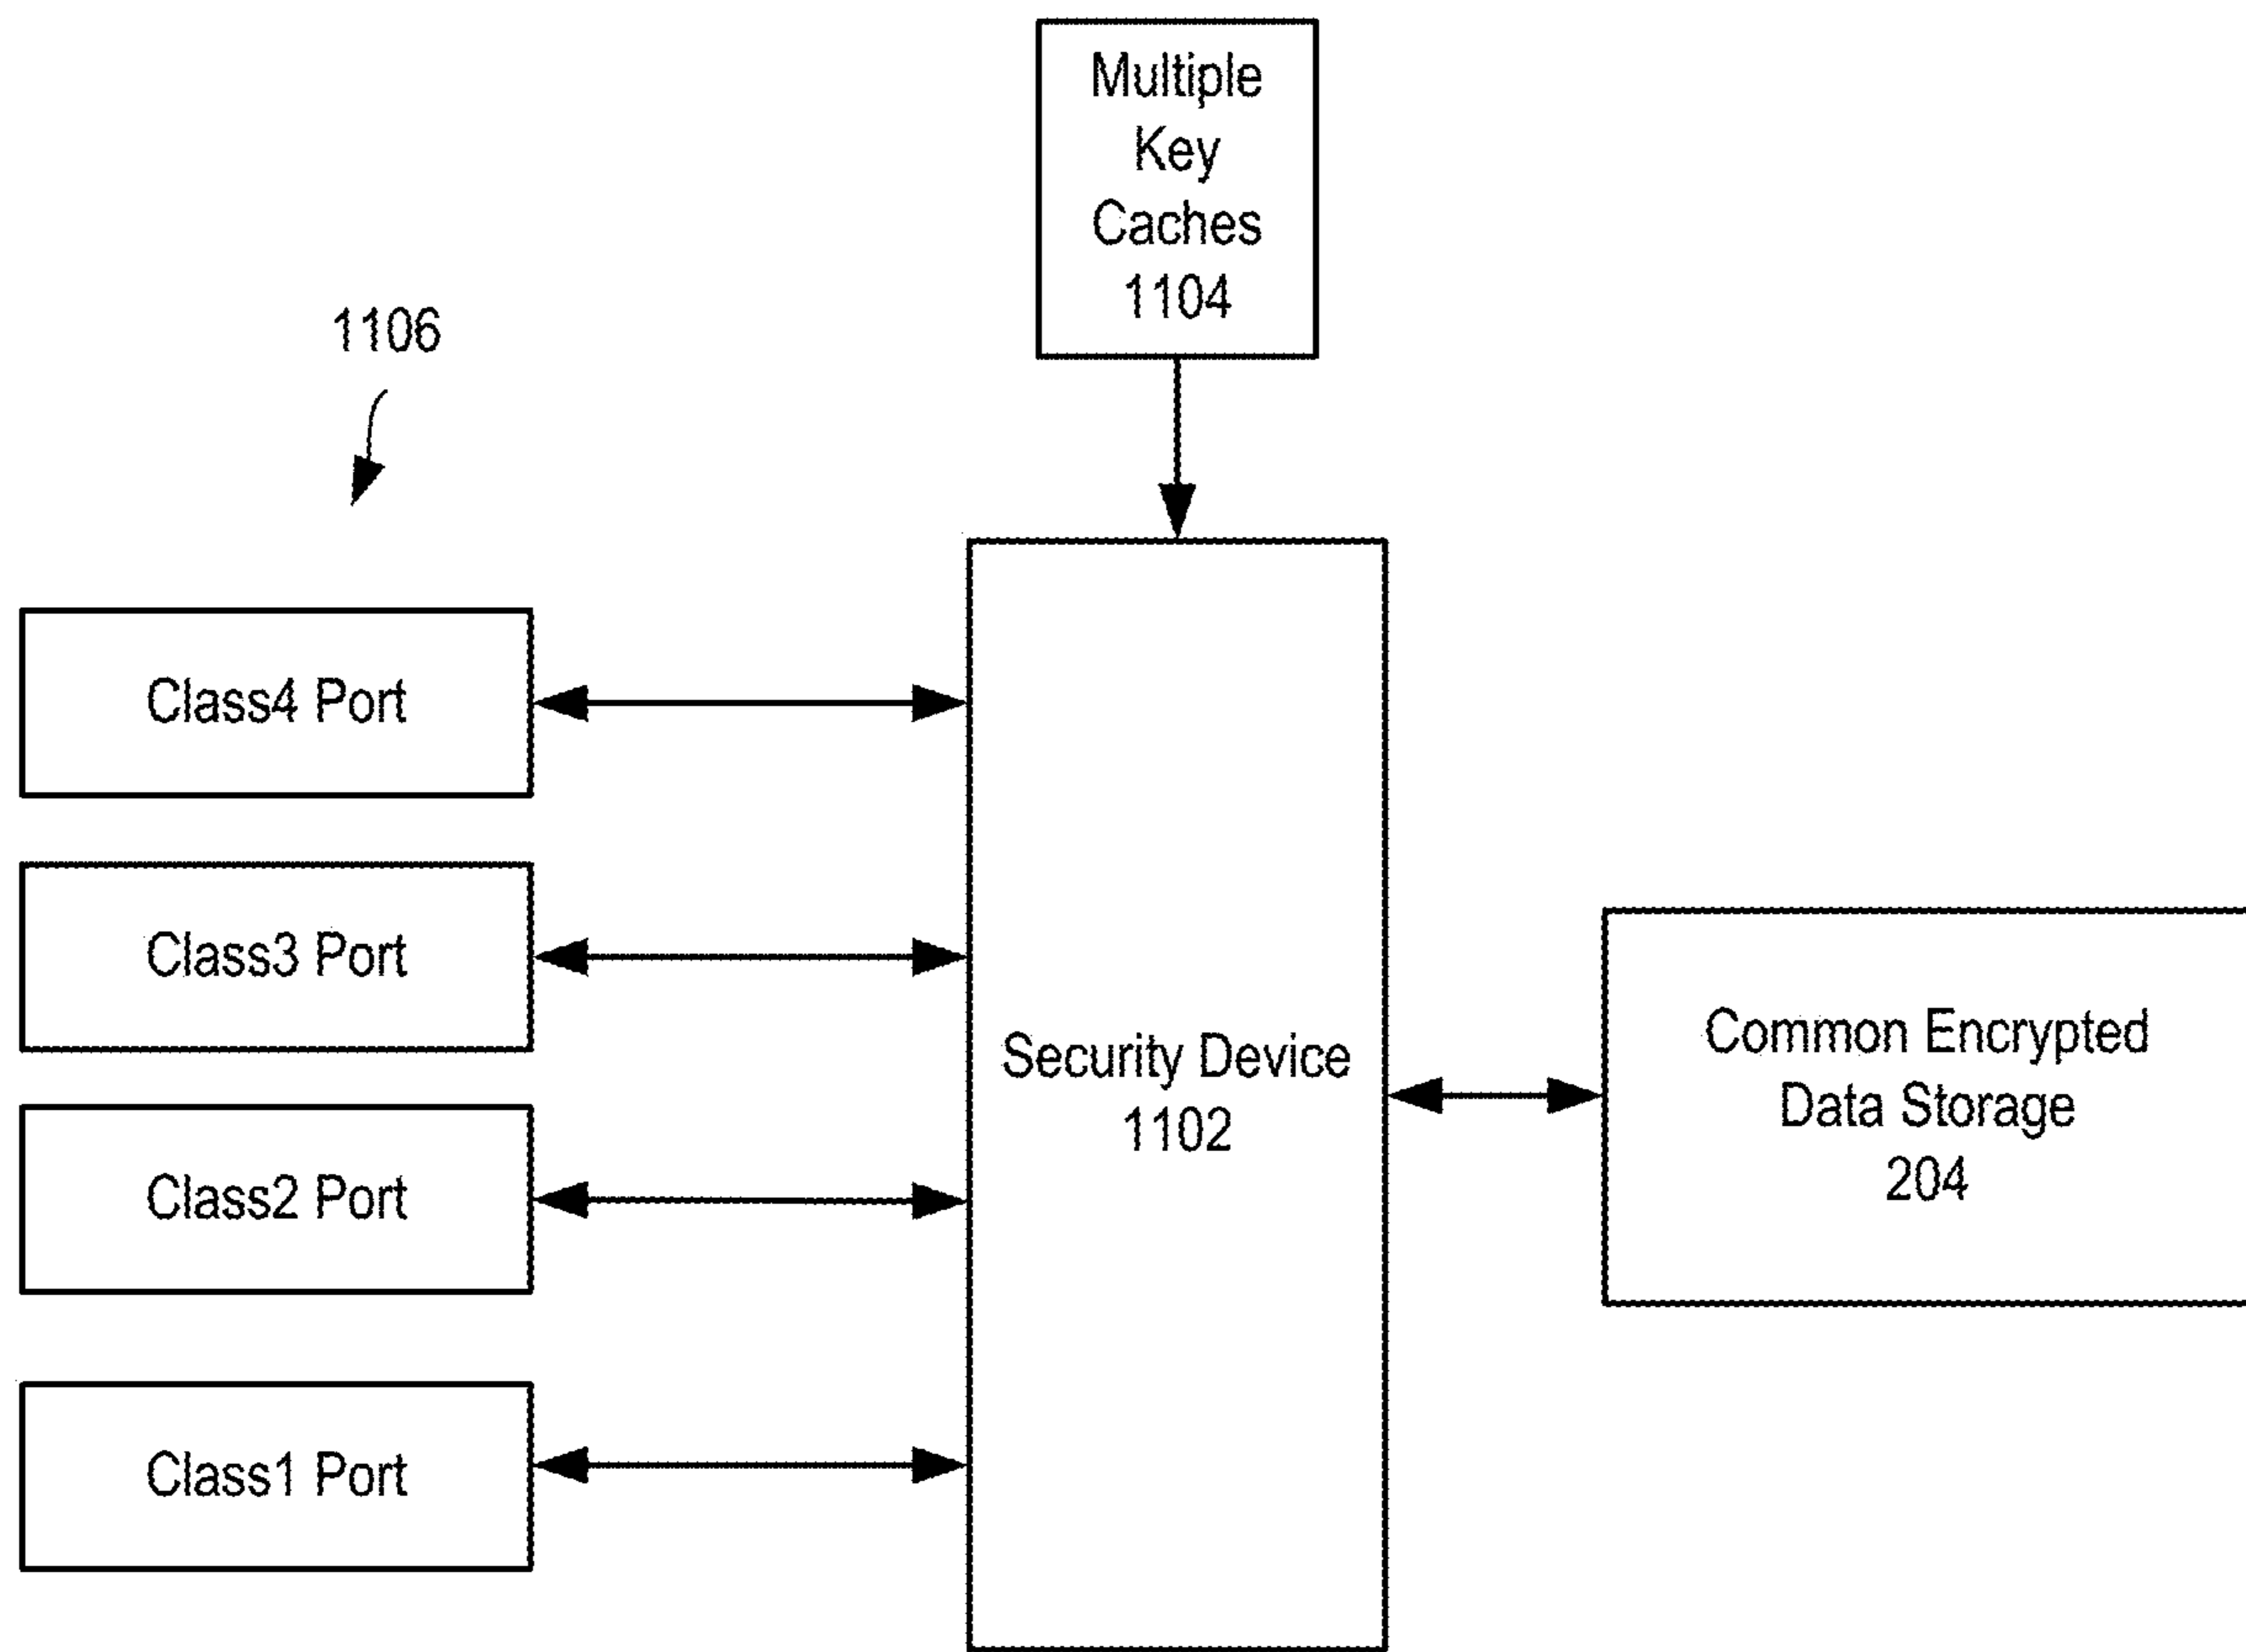 Multiple
Key
Caches
1104
1106
Class4 Port
Class3 Port
Class2 Port
Class1 Port
Security Device
1102
Common Encrypted
Data Storage
204